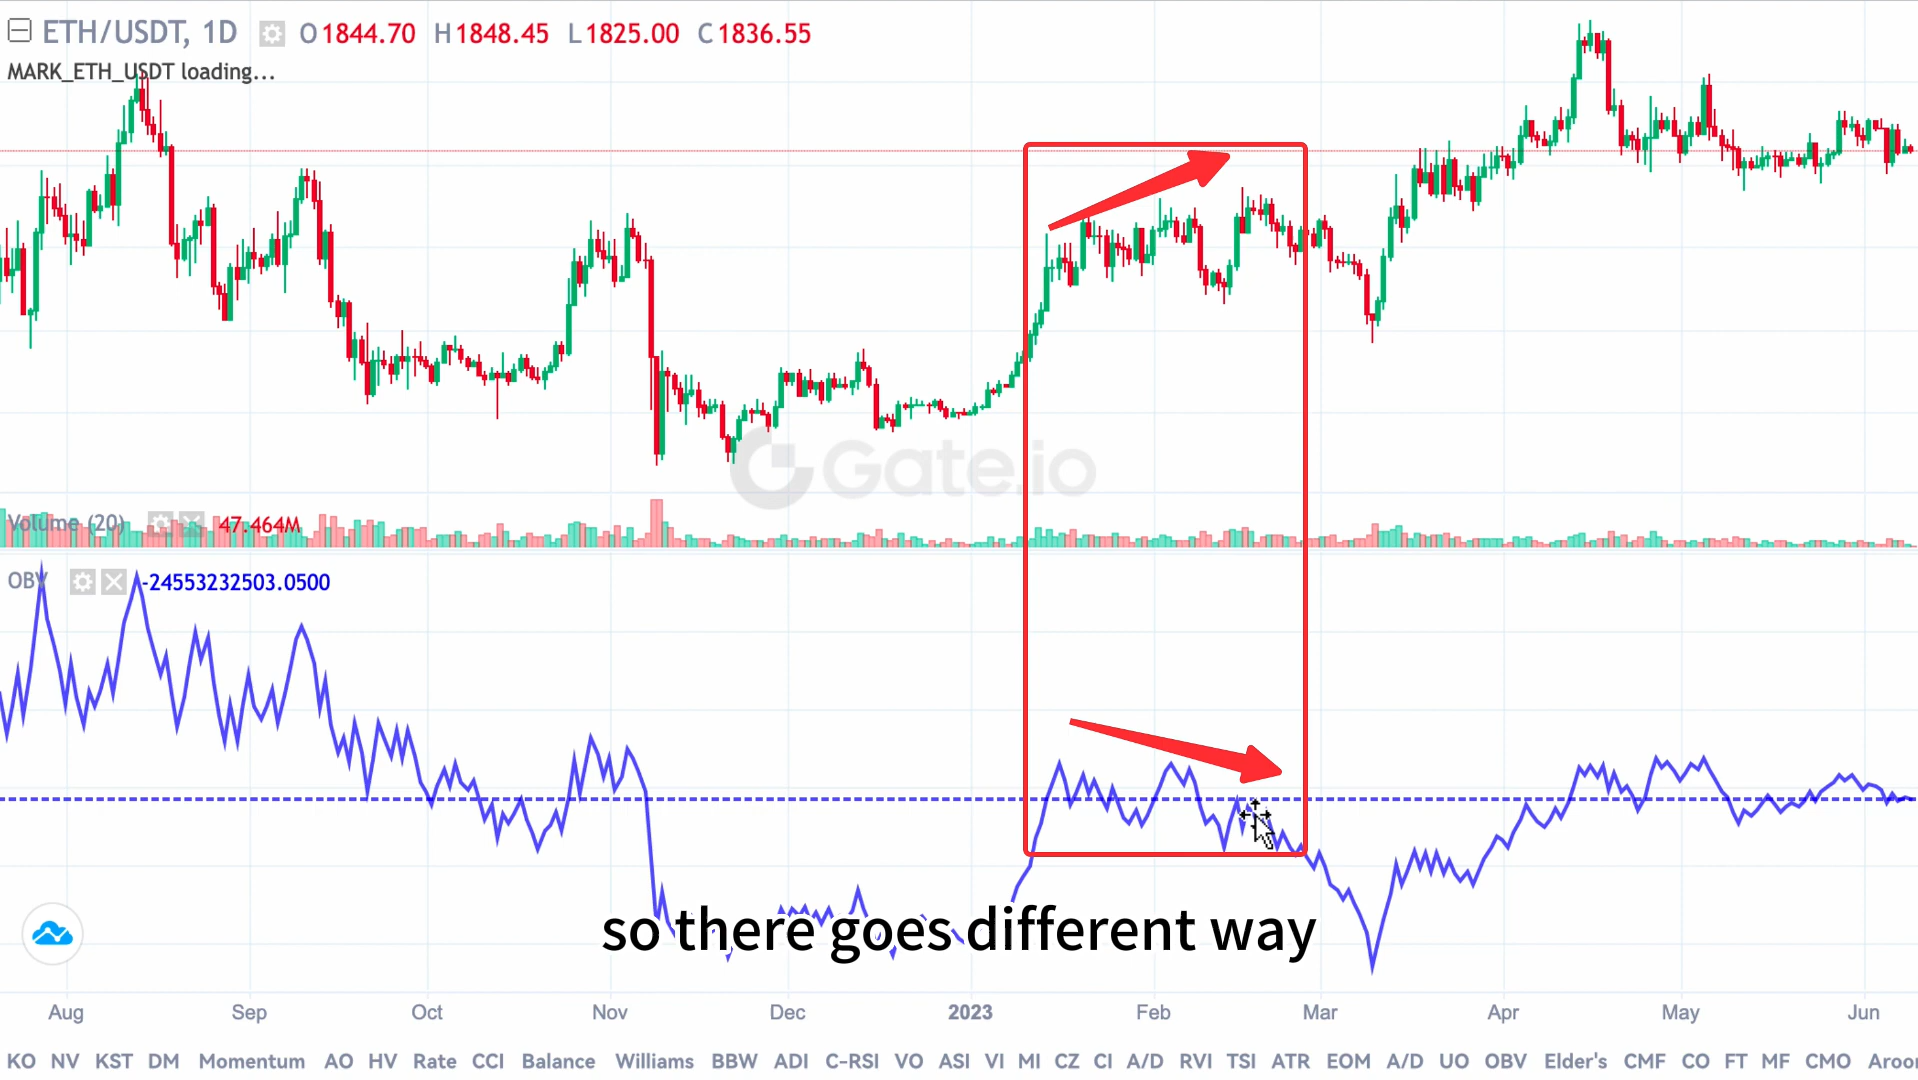 ETH/USDT, 1D O1844.70 H1848.45 L1825.00 C1836.55
MARK_ETH_USDT loading...
Gate.io
Volume (20) 47.464M
OBV -24553232503.0500
so there goes different way
Aug Sep Oct Nov Dec 2023 Feb Mar Apr May Jun
KO NV KST DM Momentum AO HV Rate CCI Balance Williams BBW ADI C-RSI VO ASI VI MI CZ CI A/D RVI TSI ATR EOM A/D UO OBV Elder's CMF CO FT MF CMO Aroon